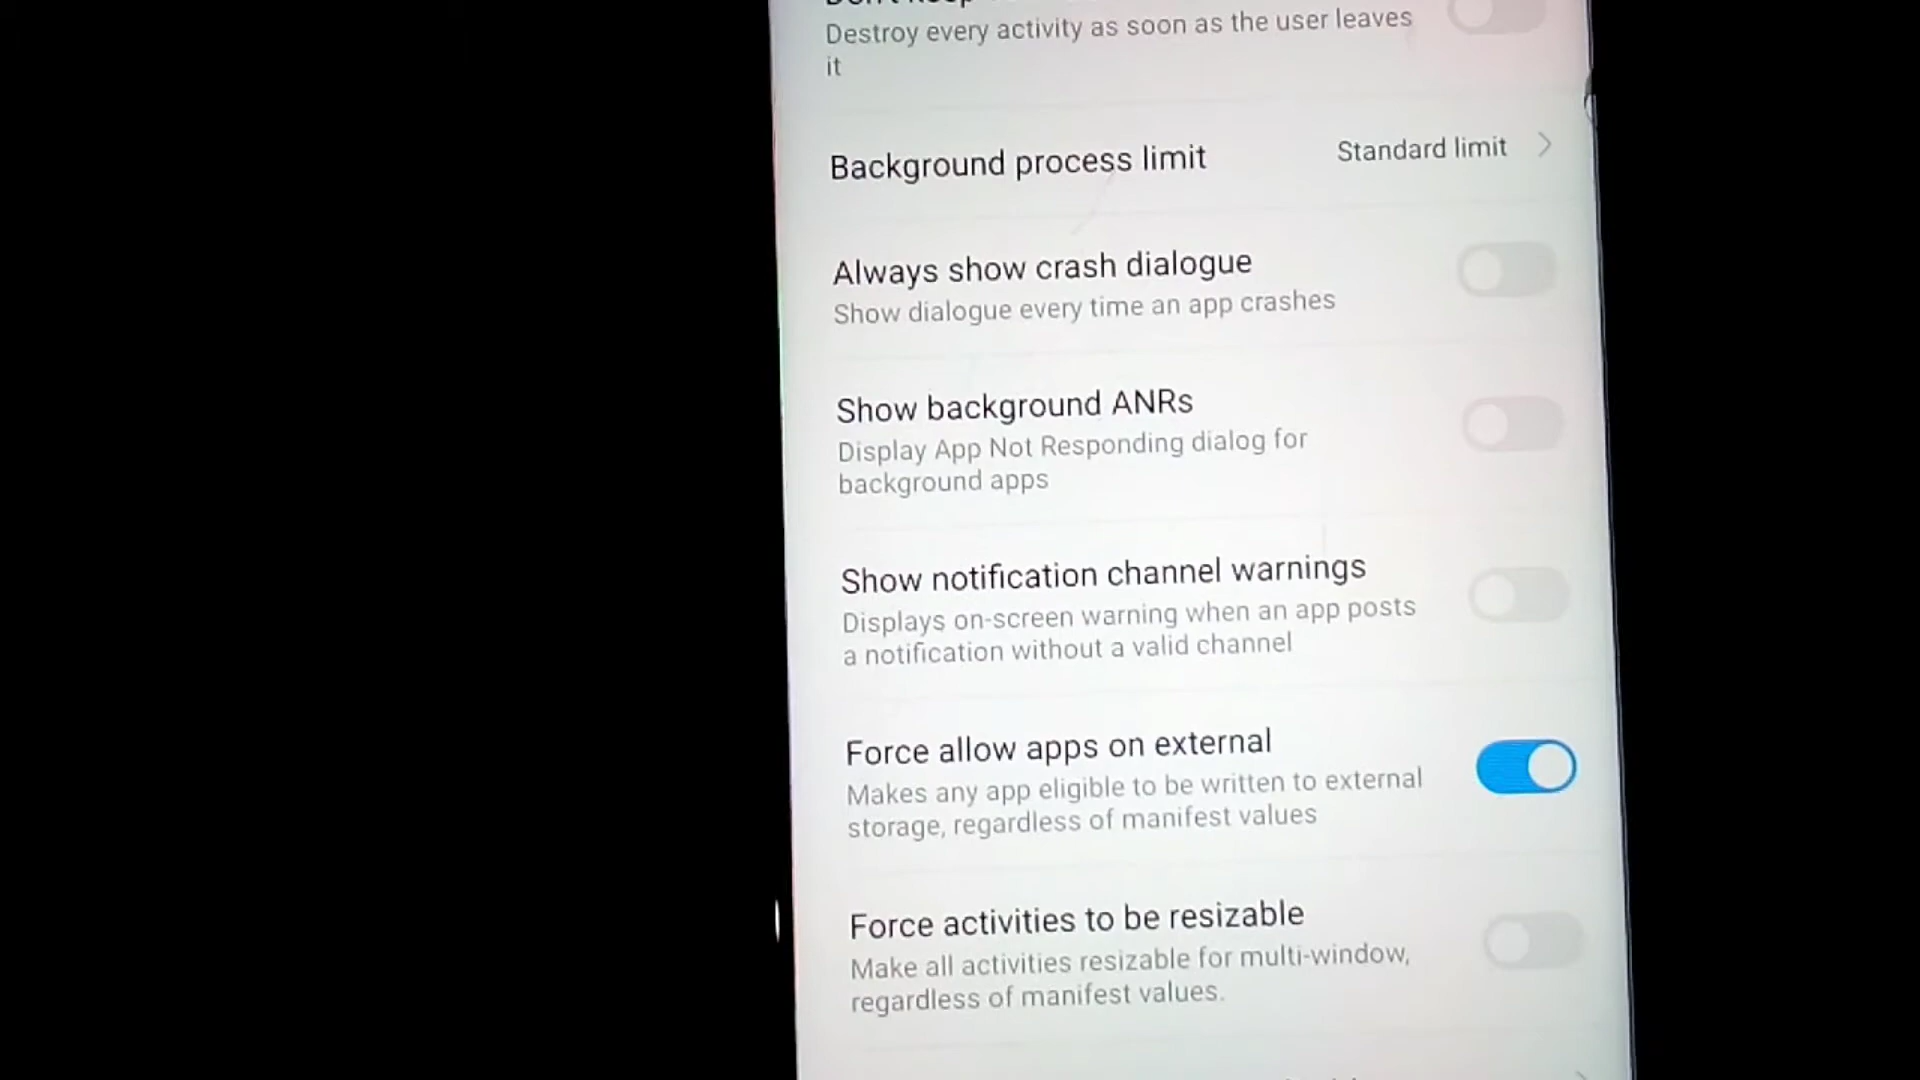 Destroy every activity as soon as the user leaves
it
Background process limit
Standard limit
Always show crash dialogue
Show dialogue every time an app crashes
Show background ANRs
Display App Not Responding dialog for
background apps
Show notification channel warnings
Displays on-screen warning when an app posts
a notification without a valid channel
Force allow apps on external
Makes any app eligible to be written to external
storage, regardless of manifest values
Force activities to be resizable
Make all activities resizable for multi-window,
regardless of manifest values.